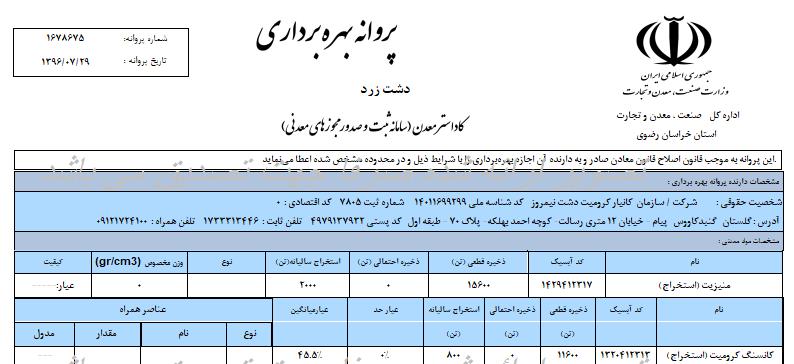 جمهوری اسلامی ایران
وزارت صنعت، معدن و تجارت
اداره کل صنعت، معدن و تجارت
استان خراسان رضوی
پروانه بهره برداری
دشت زرد
کاداستر معدن (سامانه ثبت و صدور مجوزهای معدنی)
شماره پروانه: ۱۶۷۸۶۷۵
تاریخ پروانه : ۱۳۹۶/۰۷/۲۹
این پروانه به موجب قانون اصلاح قانون معادن صادر و به دارنده آن اجازه بهره‌برداری را با شرایط ذیل و در محدوده مشخص شده اعطا می‌نماید.
مشخصات دارنده پروانه بهره برداری :
شخصیت حقوقی : شرکت / سازمان کانیار کرومیت دشت نیمروز کد شناسه ملی ۱۴۰۱۱۶۹۹۲۹۹ شماره ثبت ۷۸۰۵ کد اقتصادی : ۰
آدرس : گلستان گنبدکاووس پیام - خیابان ۱۲ متری رسالت- کوچه احمد بهلکه- پلاک ۷۰ - طبقه اول کد پستی ۴۹۷۹۱۳۷۹۳۲ تلفن ثابت : ۱۷۳۳۳۱۳۴۴۶ تلفن همراه : ۰۹۱۲۱۷۲۴۱۰۰
مشخصات مواد معدنی :
نام کد آیسیک ذخیره قطعی (تن) ذخیره احتمالی (تن) استخراج سالیانه(تن) نوع وزن مخصوص (gr/cm3) کیفیت
منیزیت (استخراج) ۱۴۲۹۴۱۲۳۱۷ ۱۵۶۰۰ ۰ ۲۰۰۰ ۰ عیار:------
نام کد آیسیک ذخیره قطعی (تن) ذخیره احتمالی (تن) استخراج سالیانه (تن) عیار حد عیارمیانگین عناصر همراه
نوع نام مقدار مدول
کانسنگ کرومیت (استخراج) ۱۳۲۰۴۱۲۳۱۳ ۱۱۶۰۰ ۰ ۸۰۰ ۰٪ ۴۵.۵٪ ---